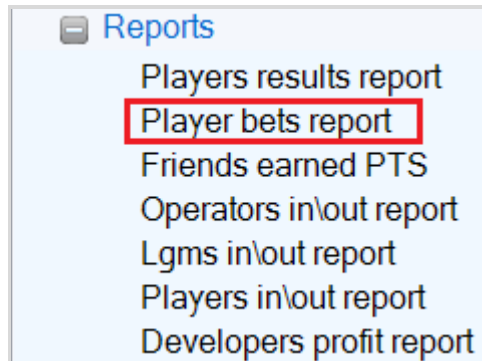 Reports
Players results report
Player bets report
Friends earned PTS
Operators in\out report
Lgms in\out report
Players in\out report
Developers profit report